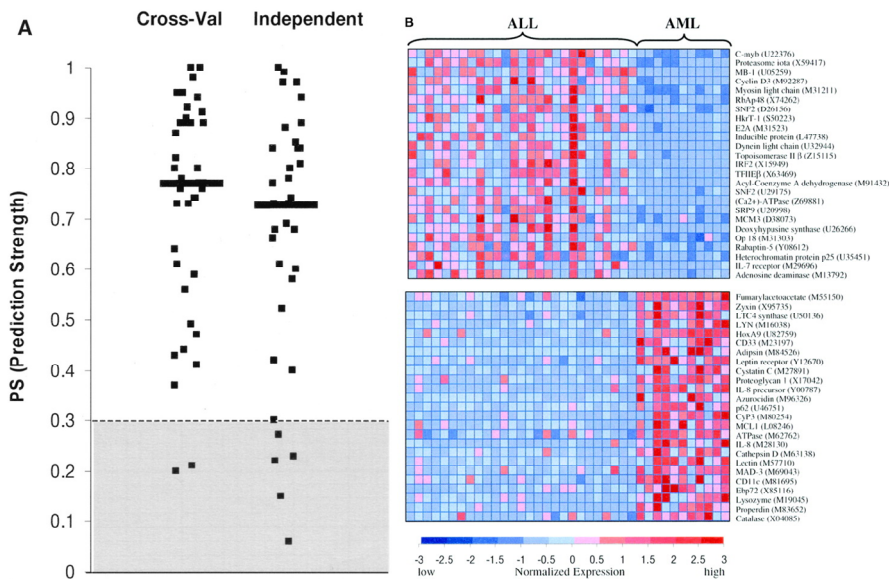 A
Cross-Val
Independent
PS (Prediction Strength)
1
0.9
0.8
0.7
0.6
0.5
0.4
0.3
0.2
0.1
0
B
ALL
AML
C-myb (U22376)
Proteasome iota (X59417)
MB-1 (U05259)
Cyclin D3 (M92287)
Myosin light chain (M31211)
RbAp48 (X74262)
SNF2 (D26156)
HkrT-1 (S50223)
E2A (M31523)
Inducible protein (L47738)
Dynein light chain (U32944)
Topoisomerase II β (Z15115)
IRF2 (X15949)
TFIIEβ (X63469)
Acyl-Coenzyme A dehydrogenase (M91432)
SNF2 (U29175)
(Ca2+)-ATPase (Z69881)
SRP9 (U20998)
MCM3 (D38073)
Deoxyhypusine synthase (U26266)
Op 18 (M31303)
Rabaptin-5 (Y08612)
Heterochromatin protein p25 (U35451)
IL-7 receptor (M29696)
Adenosine deaminase (M13792)
Fumarylacetoacetate (M55150)
Zyxin (X95735)
LTC4 synthase (U50136)
LYN (M16038)
HoxA9 (U82759)
CD33 (M23197)
Adipsin (M84526)
Leptin receptor (Y12670)
Cystatin C (M27891)
Proteoglycan 1 (X17042)
IL-8 precursor (Y00787)
Azurocidin (M96326)
p62 (U46751)
CyP3 (M80254)
MCL1 (L08246)
ATPase (M62762)
IL-8 (M28130)
Cathepsin D (M63138)
Lectin (M57710)
MAD-3 (M69043)
CD11c (M81695)
Ebp72 (X85116)
Lysozyme (M19045)
Properdin (M83652)
Catalase (X04085)
-3 -2.5 -2 -1.5 -1.0 -0.5 0 0.5 1 1.5 2 2.5 3
low Normalized Expression high